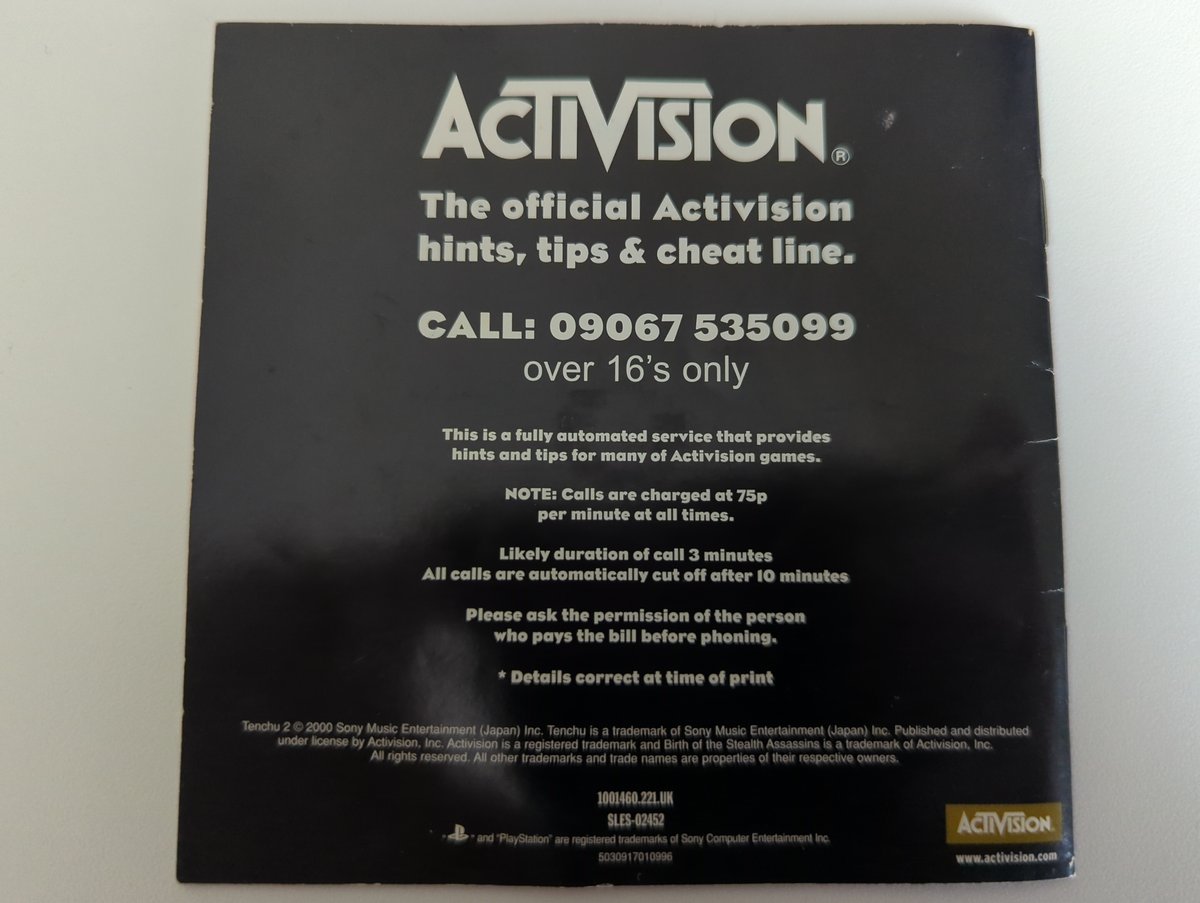 ACTIVISION®
The official Activision
hints, tips & cheat line.
CALL: 09067 535099
over 16's only
This is a fully automated service that provides
hints and tips for many of Activision games.
NOTE: Calls are charged at 75p
per minute at all times.
Likely duration of call 3 minutes
All calls are automatically cut off after 10 minutes
Please ask the permission of the person
who pays the bill before phoning.
* Details correct at time of print
Tenchu 2 © 2000 Sony Music Entertainment (Japan) Inc. Tenchu is a trademark of Sony Music Entertainment (Japan) Inc. Published and distributed
under license by Activision, Inc. Activision is a registered trademark and Birth of the Stealth Assassins is a trademark of Activision, Inc.
All rights reserved. All other trademarks and trade names are properties of their respective owners.
1001460.221.UK
SLES-02452
" " and "PlayStation" are registered trademarks of Sony Computer Entertainment Inc.
5030917010996
ACTIVISION
www.activision.com